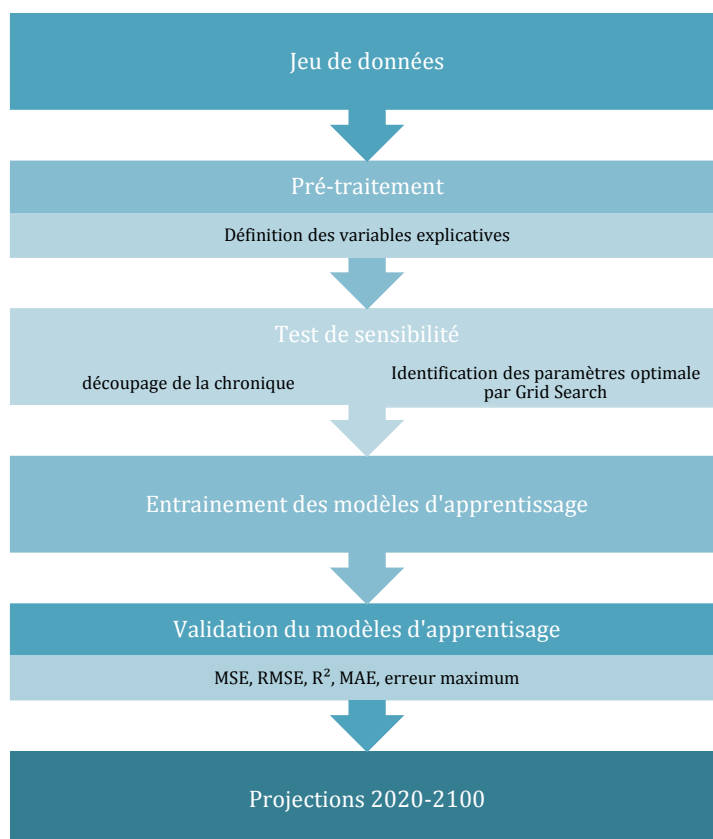 Jeu de données
Pré-traitement
Définition des variables explicatives
Test de sensibilité
découpage de la chronique
Identification des paramètres optimale
par Grid Search
Entrainement des modèles d'apprentissage
Validation du modèles d'apprentisage
MSE, RMSE, R², MAE, erreur maximum
Projections 2020-2100